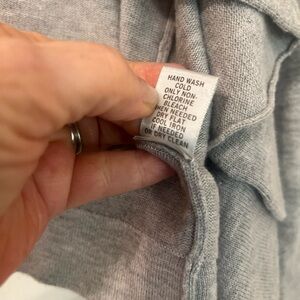 HAND WASH
COLD
ONLY NON-
CHLORINE
BLEACH
WHEN NEEDED
DRY FLAT
COOL IRON
IF NEEDED
OR DRY CLEAN